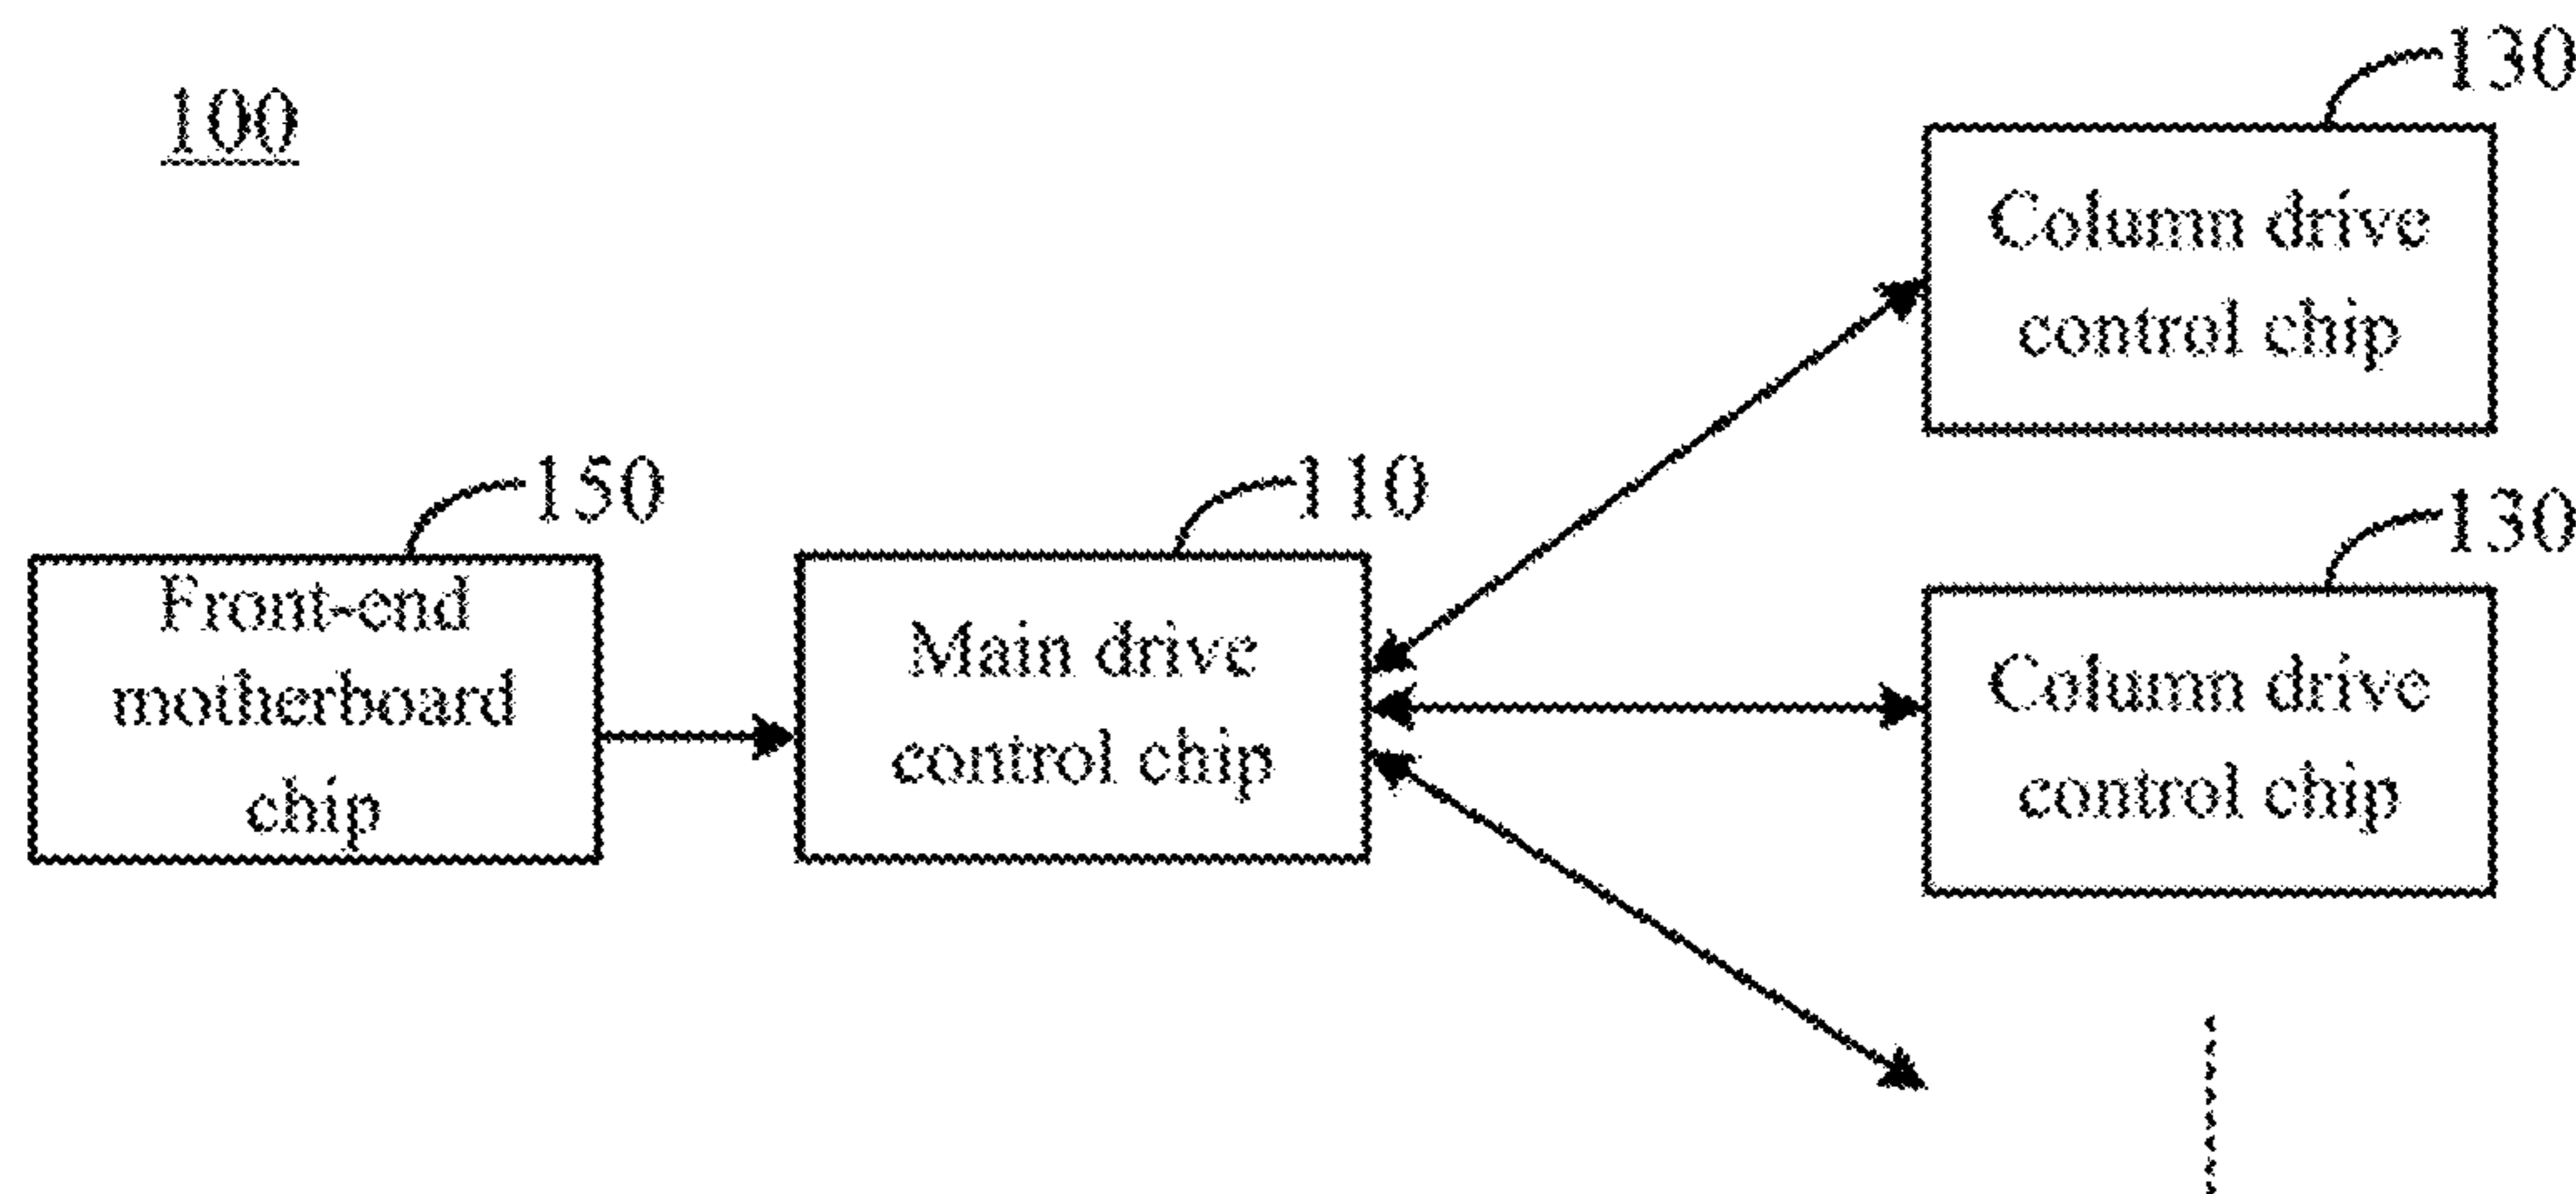 100
130
Column drive
control chip
150
110
130
Front-end
motherboard
chip
Main drive
control chip
Column drive
control chip